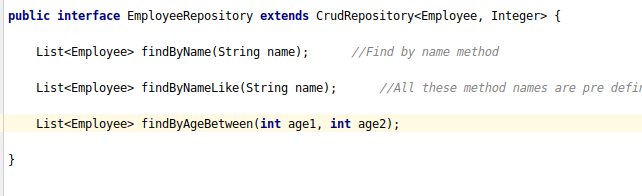 public interface EmployeeRepository extends CrudRepository<Employee, Integer> {
List<Employee> findByName(String name); //Find by name method
List<Employee> findByNameLike(String name); //All these method names are pre defin
List<Employee> findByAgeBetween(int age1, int age2);
}